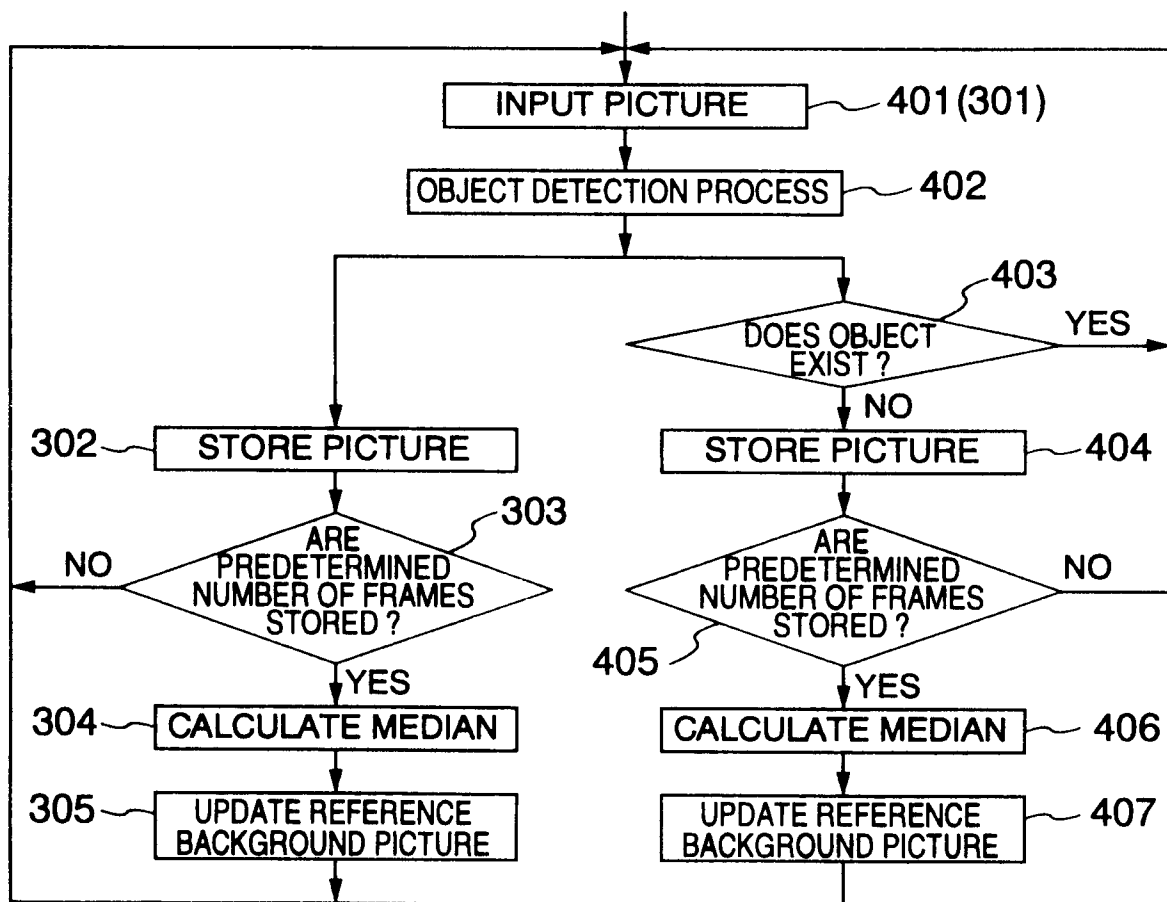 INPUT PICTURE
401(301)
OBJECT DETECTION PROCESS
402
403
DOES OBJECT
EXIST ?
YES
NO
302
STORE PICTURE
STORE PICTURE
404
303
ARE
PREDETERMINED
NUMBER OF FRAMES
STORED ?
NO
YES
ARE
PREDETERMINED
NUMBER OF FRAMES
STORED ?
NO
405
YES
304
CALCULATE MEDIAN
CALCULATE MEDIAN
406
305
UPDATE REFERENCE
BACKGROUND PICTURE
UPDATE REFERENCE
BACKGROUND PICTURE
407